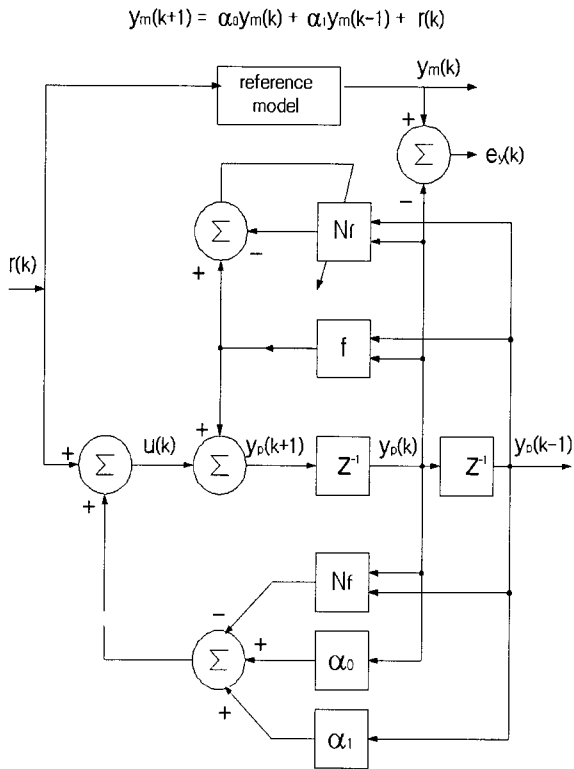 yₘ(k+1) = α₀yₘ(k) + α₁yₘ(k-1) + r(k)
yₘ(k)
reference
model
+
Σ
eᵧ(k)
-
Σ
Nf
+
-
r(k)
f
+
+
Σ
u(k)
Σ
yₚ(k+1)
Z⁻¹
yₚ(k)
Z⁻¹
yₚ(k-1)
+
Nf
-
Σ
+
α₀
+
α₁